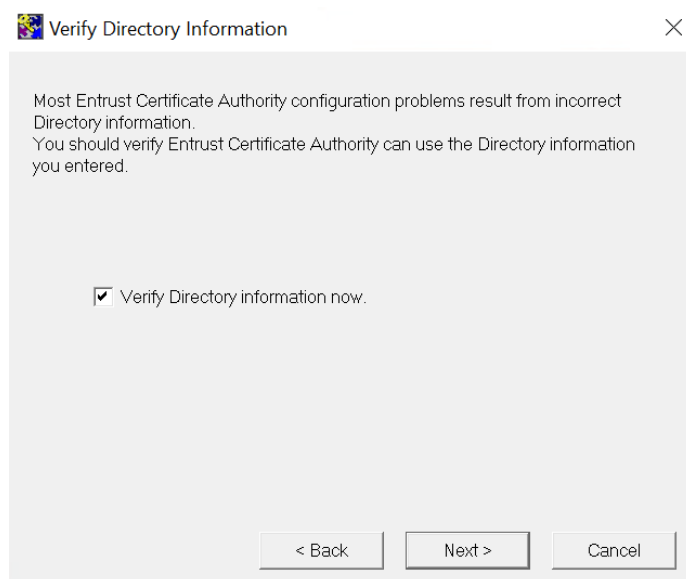 Verify Directory Information
Most Entrust Certificate Authority configuration problems result from incorrect
Directory information.
You should verify Entrust Certificate Authority can use the Directory information
you entered.
Verify Directory information now.
< Back
Next >
Cancel